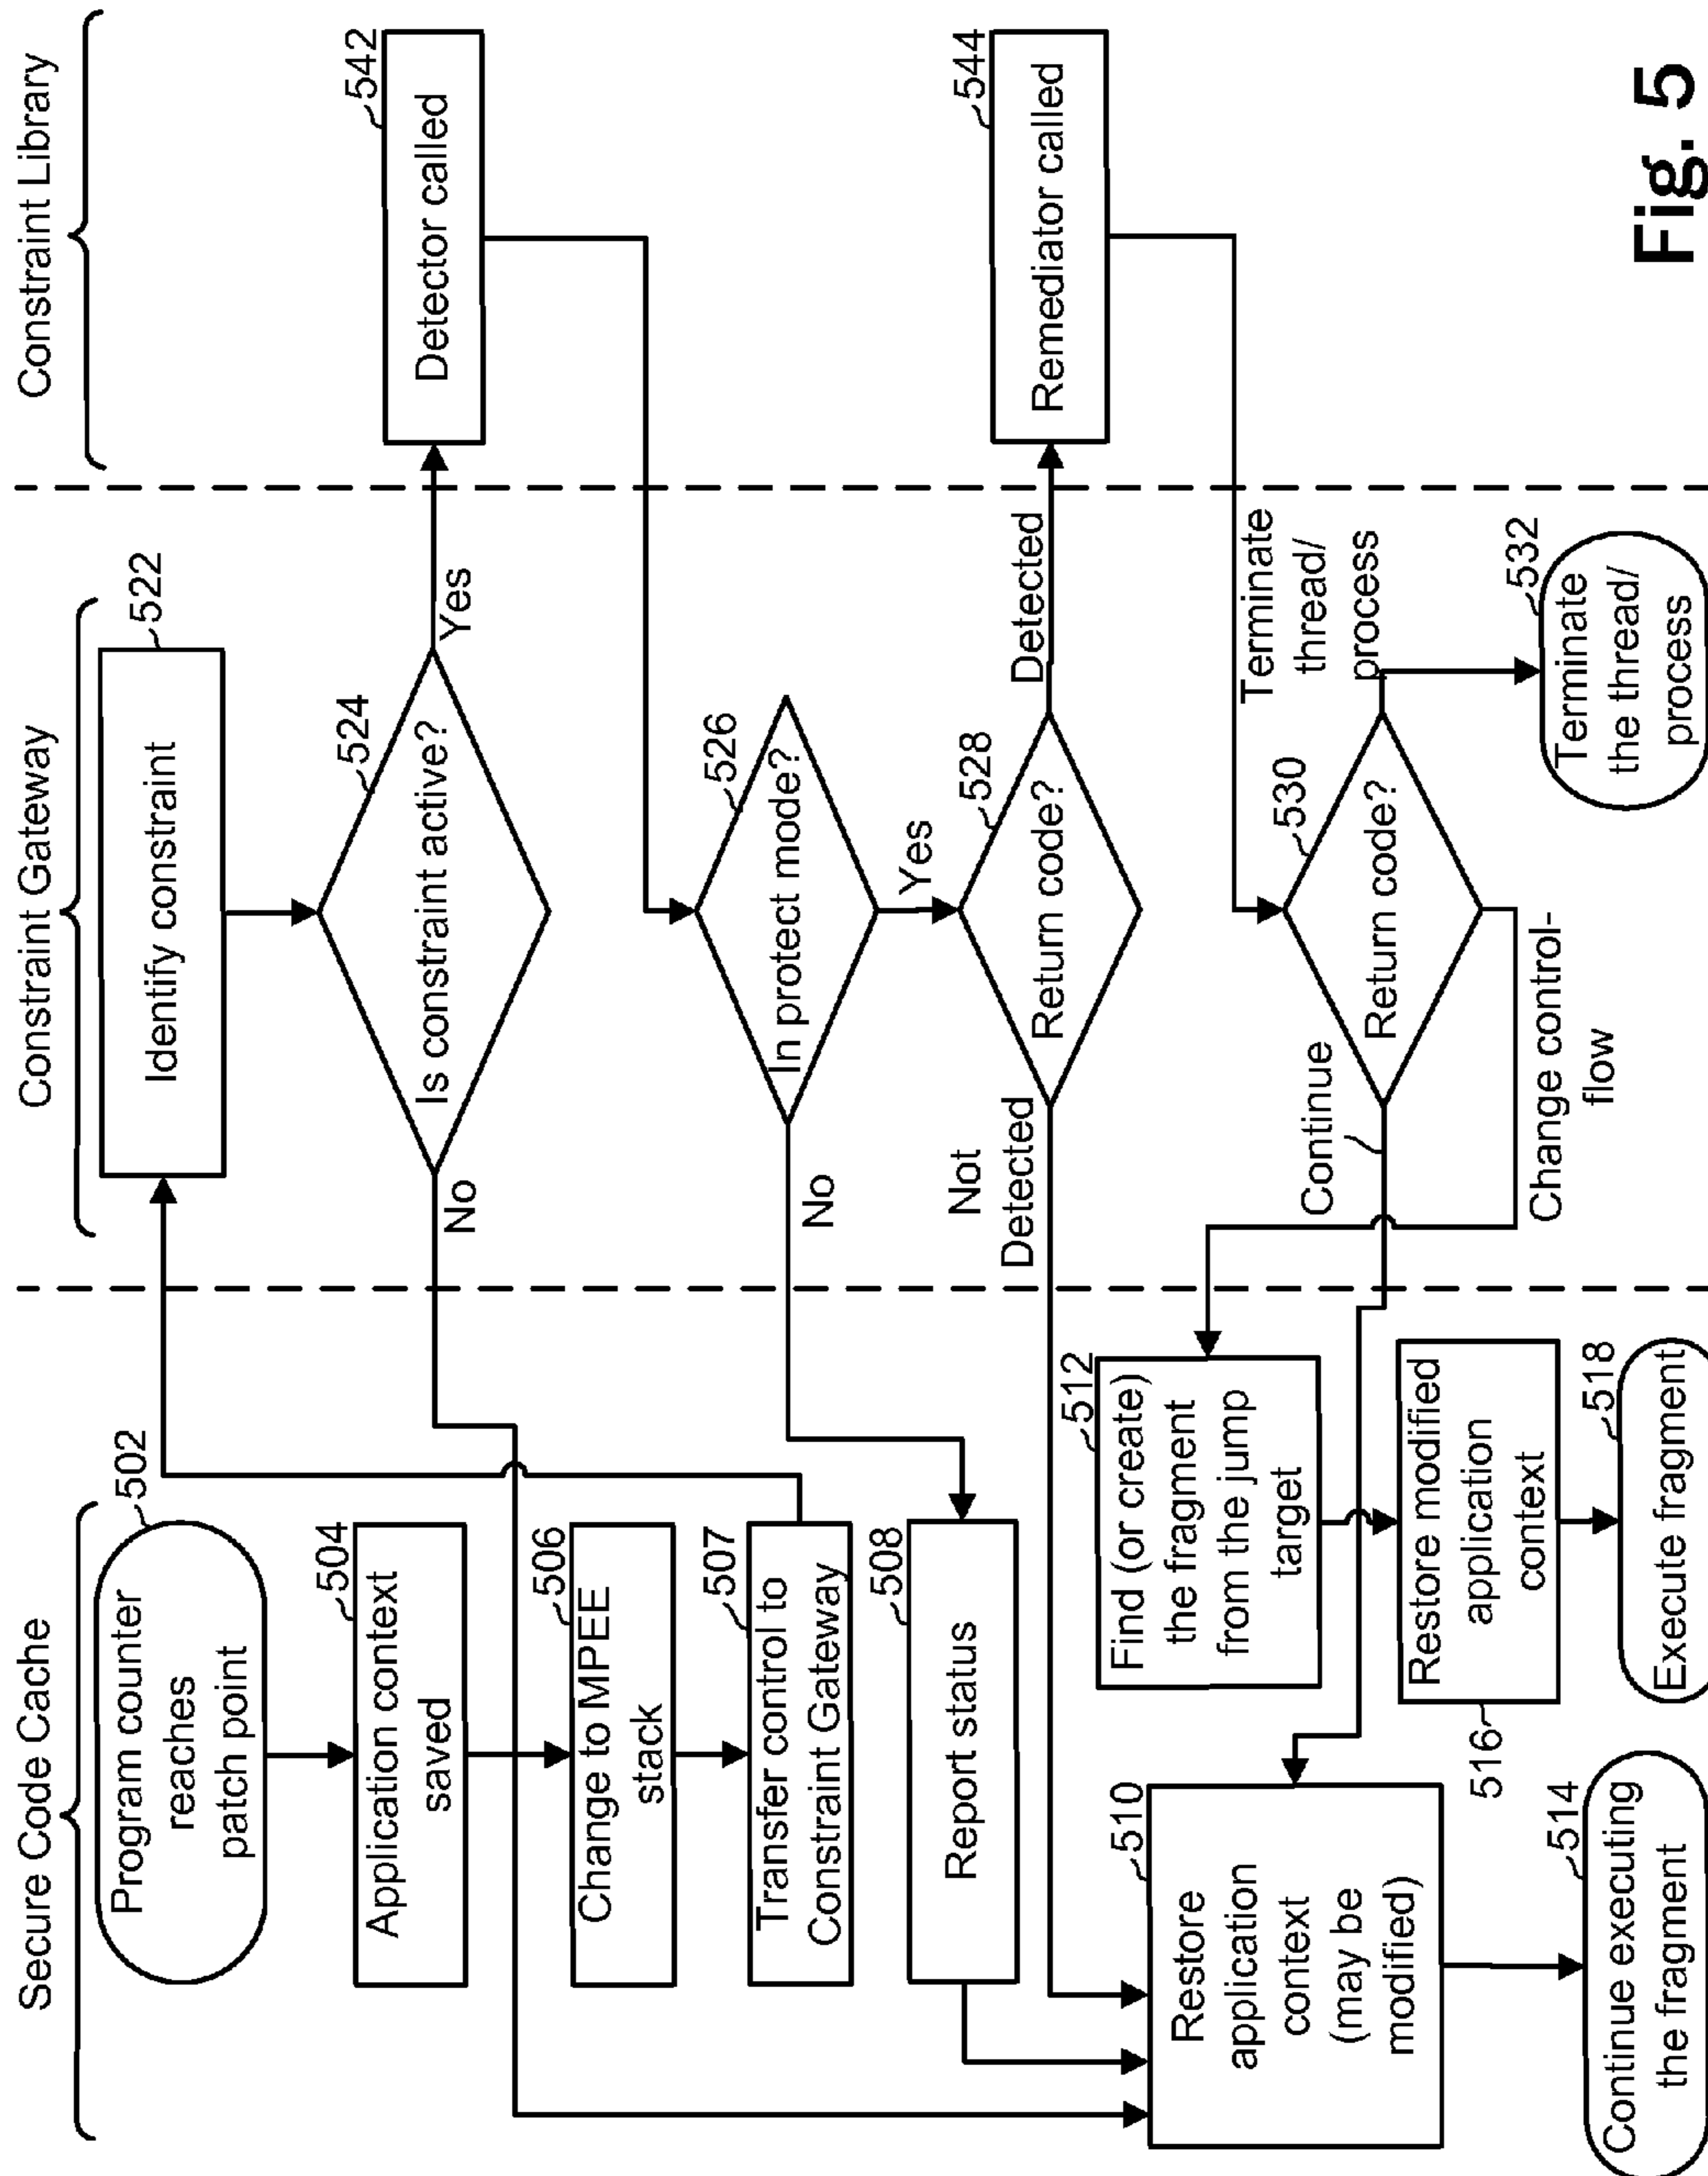 Secure Code Cache
Constraint Gateway
Constraint Library
502
Program counter
reaches
patch point
504
Application context
saved
506
Change to MPEE
stack
507
Transfer control to
Constraint Gateway
508
Report status
510
Restore
application
context
(may be
modified)
512
Find (or create)
the fragment
from the jump
target
Restore modified
application
context
516
514
Continue executing
the fragment
518
Execute fragment
522
Identify constraint
524
Is constraint active?
No
Yes
526
In protect mode?
No
Yes
528
Return code?
Not
Detected
Detected
530
Return code?
Continue
Change control-
flow
Terminate
thread/
process
532
Terminate
the thread/
process
542
Detector called
544
Remediator called
Fig. 5